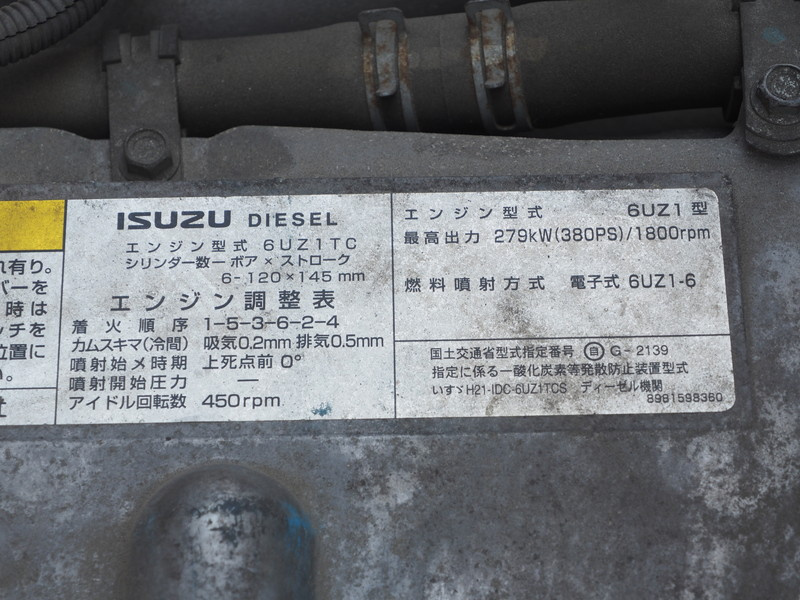 れ有り。
バーを
時は
ッチを
位置に
い。
社
ISUZU DIESEL
エンジン型式 6UZ1TC
シリンダー数-ボア×ストローク
6-120×145mm
エンジン調整表
着火順序 1-5-3-6-2-4
カムスキマ(冷間) 吸気0.2mm 排気0.5mm
噴射始メ時期 上死点前 0°
噴射開始圧力 ―
アイドル回転数 450rpm
エンジン型式 6UZ1型
最高出力 279kW(380PS)/1800rpm
燃料噴射方式 電子式 6UZ1-6
国土交通省型式指定番号 自 G-2139
指定に係る一酸化炭素等発散防止装置型式
いすゞH21-IDC-6UZ1TCS ディーゼル機関
8981598360